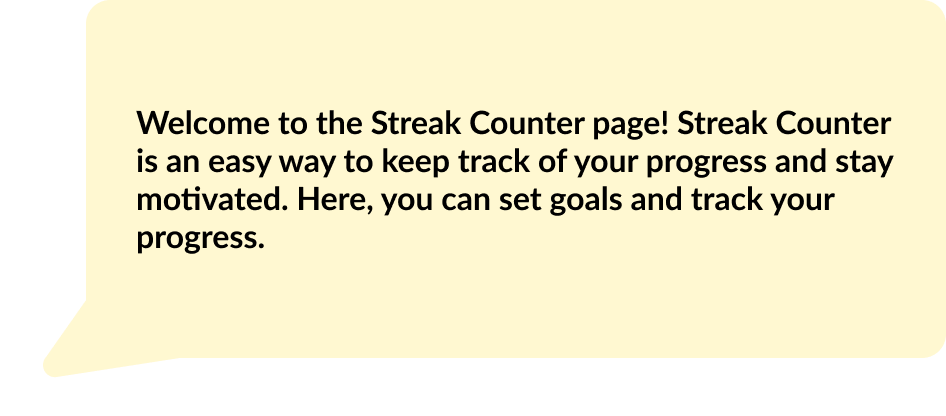 Welcome to the Streak Counter page! Streak Counter
is an easy way to keep track of your progress and stay
motivated. Here, you can set goals and track your
progress.